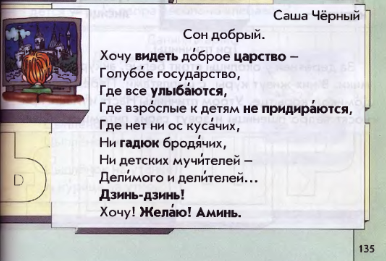 Саша Чёрный
Сон добрый.
Хочу видеть до́брое царство –
Голубо́е госуда́рство,
Где все улыба́ются,
Где взро́слые к детям не придира́ются,
Где нет ни ос куса́чих,
Ни гадюк бродя́чих,
Ни детских мучи́телей –
Дели́мого и дели́телей...
Дзинь-дзинь!
Хочу! Жела́ю! Аминь.
135